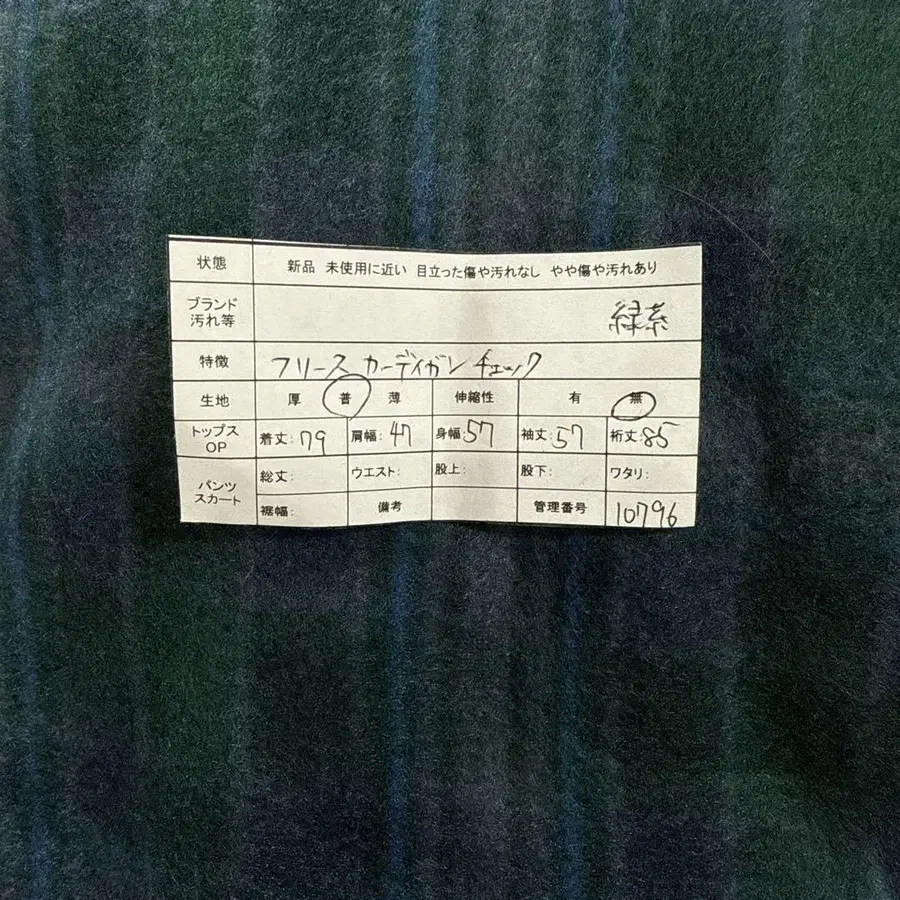 状態 新品 未使用に近い 目立った傷や汚れなし やや傷や汚れあり
ブランド
汚れ等 緑系
特徴 フリース カーディガン チェック
生地 厚 普 薄 伸縮性 有 無
トップス
OP 着丈:79 肩幅:47 身幅:57 袖丈:57 裄丈:85
パンツ
スカート 総丈: ウエスト: 股上: 股下: ワタリ:
裾幅: 備考 管理番号 10796